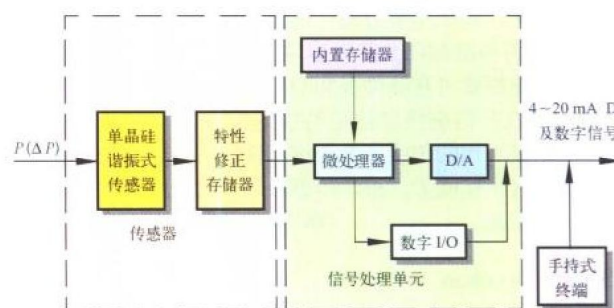 内置存储器
4~20 mA D
及数字信号
P(ΔP)
单晶硅
谐振式
传感器
特性
修正
存储器
微处理器
D/A
传感器
数字 I/O
信号处理单元
手持式
终端